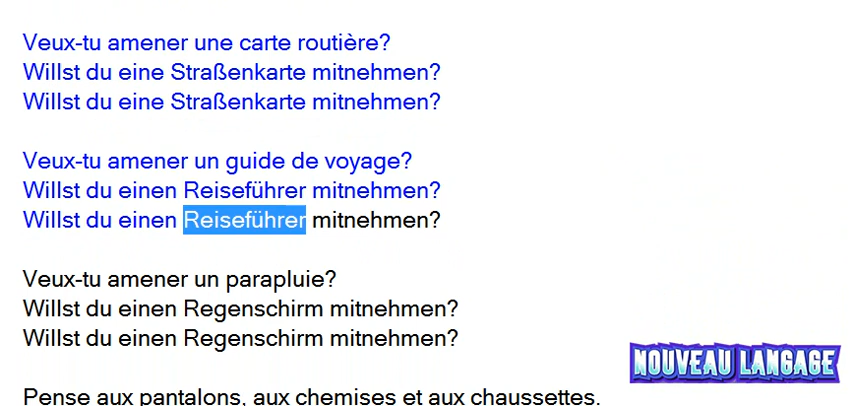 Veux-tu amener une carte routière?
Willst du eine Straßenkarte mitnehmen?
Willst du eine Straßenkarte mitnehmen?
Veux-tu amener un guide de voyage?
Willst du einen Reiseführer mitnehmen?
Willst du einen Reiseführer mitnehmen?
Veux-tu amener un parapluie?
Willst du einen Regenschirm mitnehmen?
Willst du einen Regenschirm mitnehmen?
NOUVEAU LANGAGE
Pense aux pantalons, aux chemises et aux chaussettes.